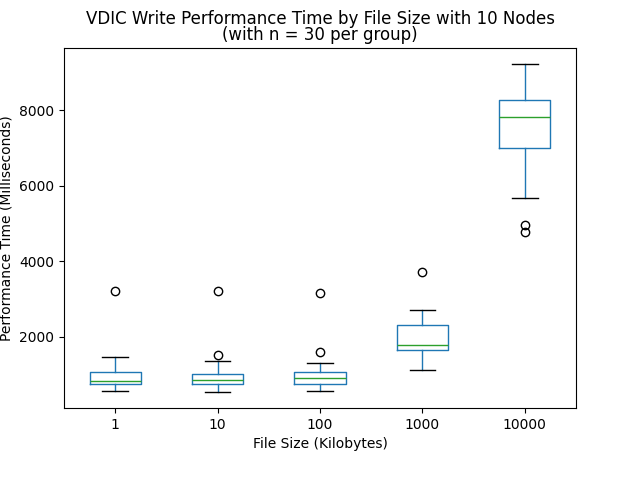 VDIC Write Performance Time by File Size with 10 Nodes
(with n = 30 per group)
Performance Time (Milliseconds)
8000
6000
4000
2000
1 10 100 1000 10000
File Size (Kilobytes)